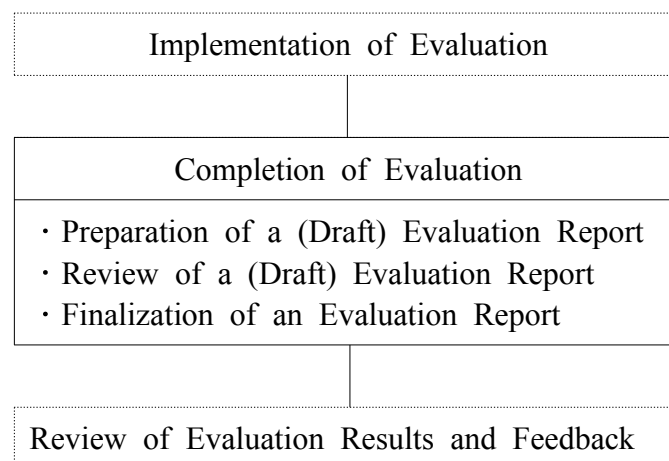 Implementation of Evaluation
Completion of Evaluation
· Preparation of a (Draft) Evaluation Report
· Review of a (Draft) Evaluation Report
· Finalization of an Evaluation Report
Review of Evaluation Results and Feedback